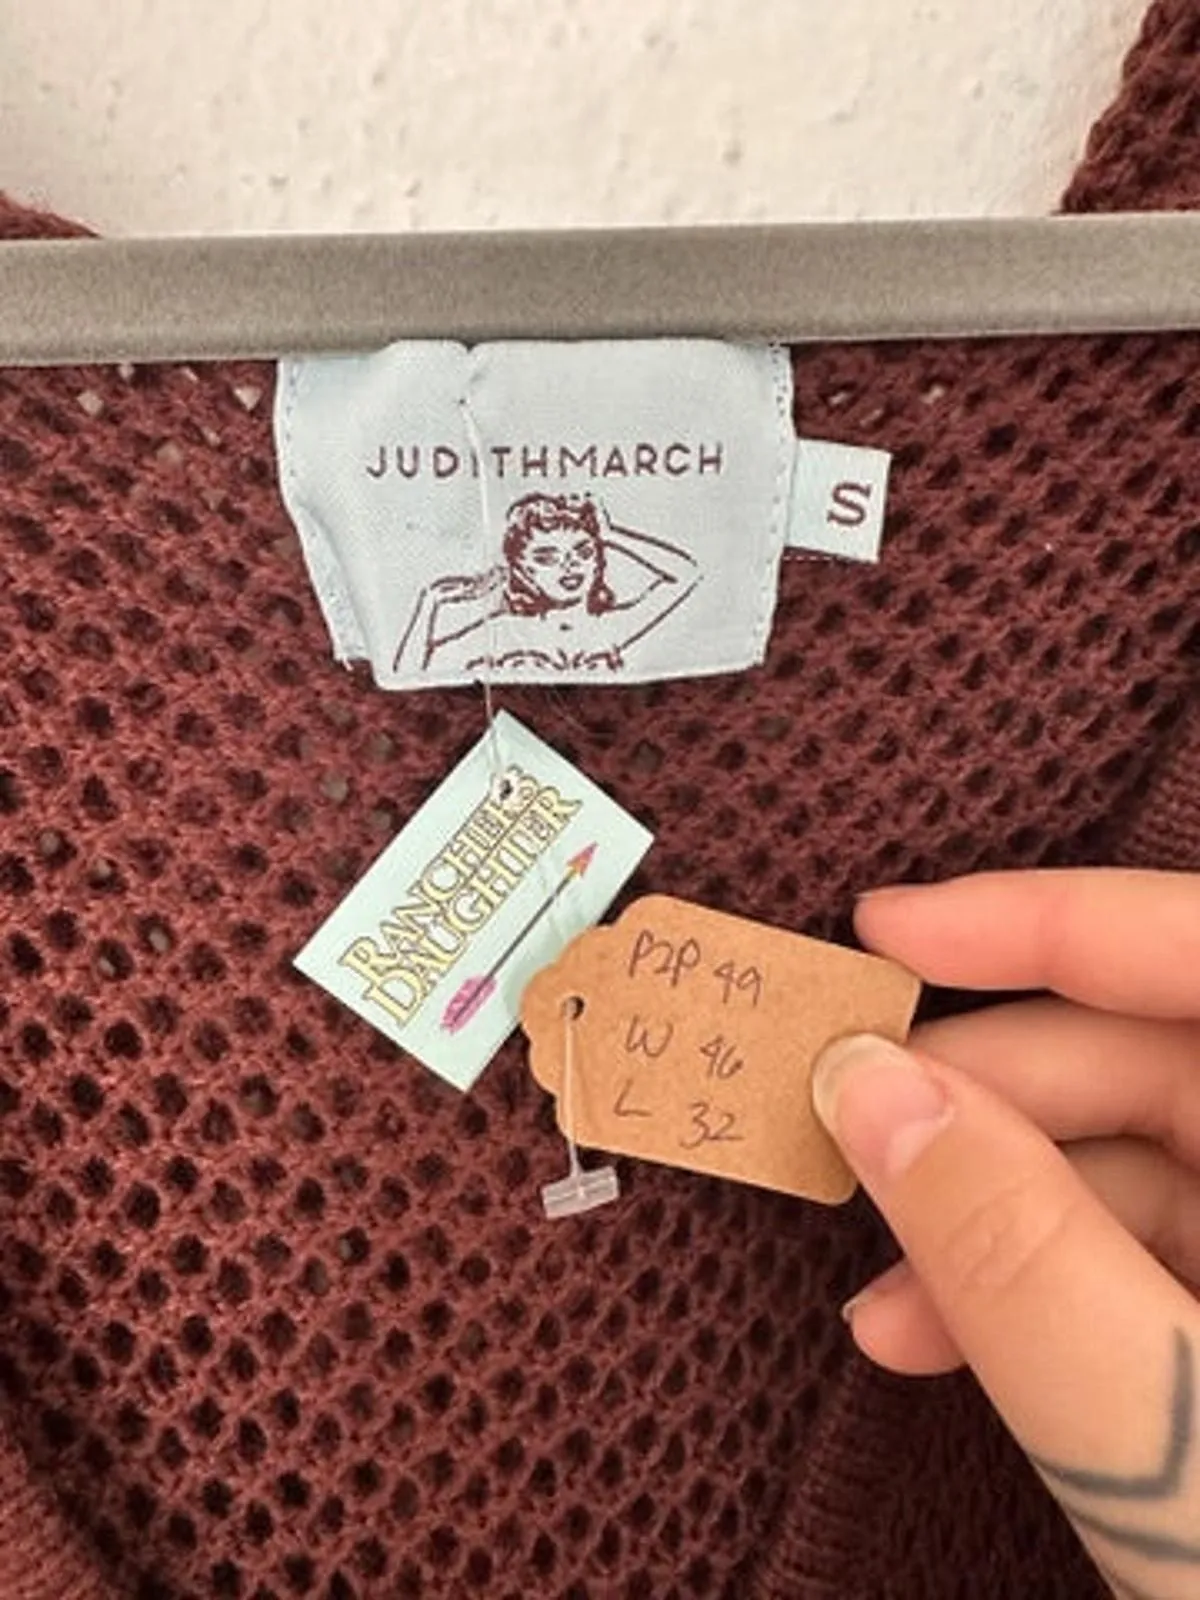 JUDITHMARCH
S
RANCHER'S
DAUGHTER
P2P 49
W 46
L 32